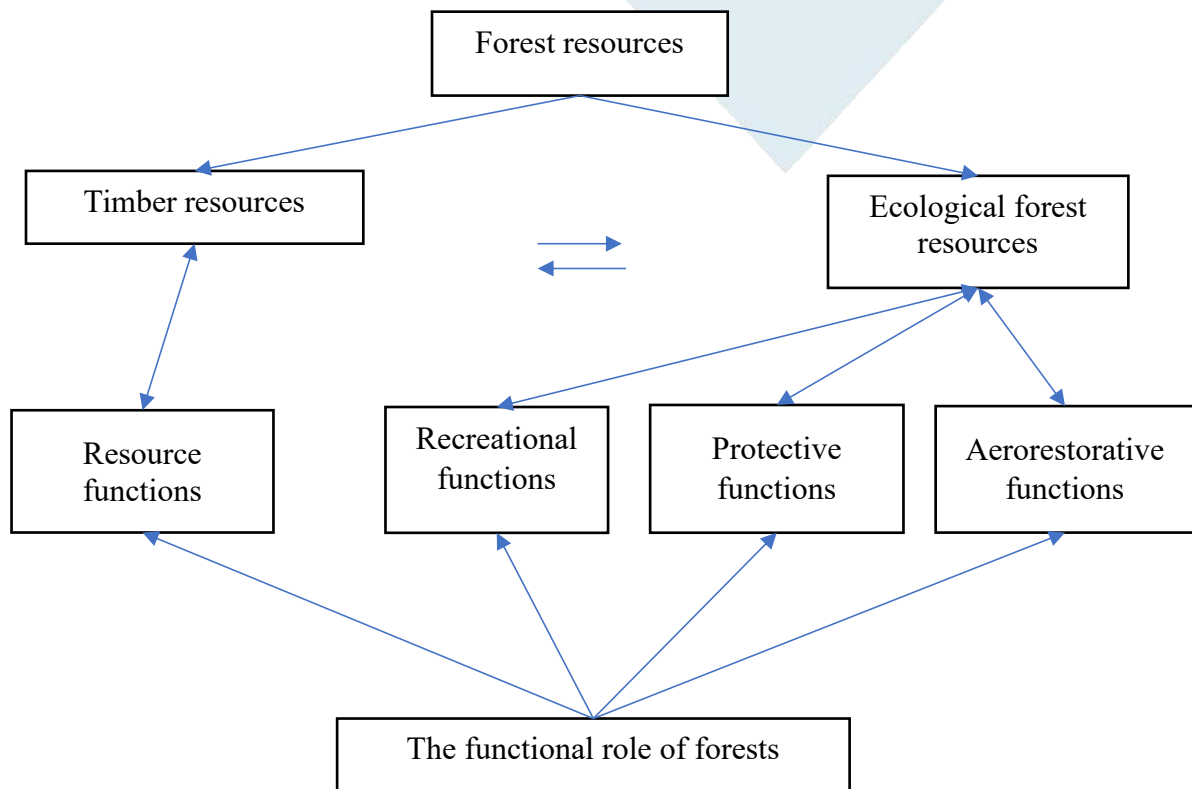 Forest resources
Timber resources
Ecological forest
resources
Resource
functions
Recreational
functions
Protective
functions
Aerorestorative
functions
The functional role of forests